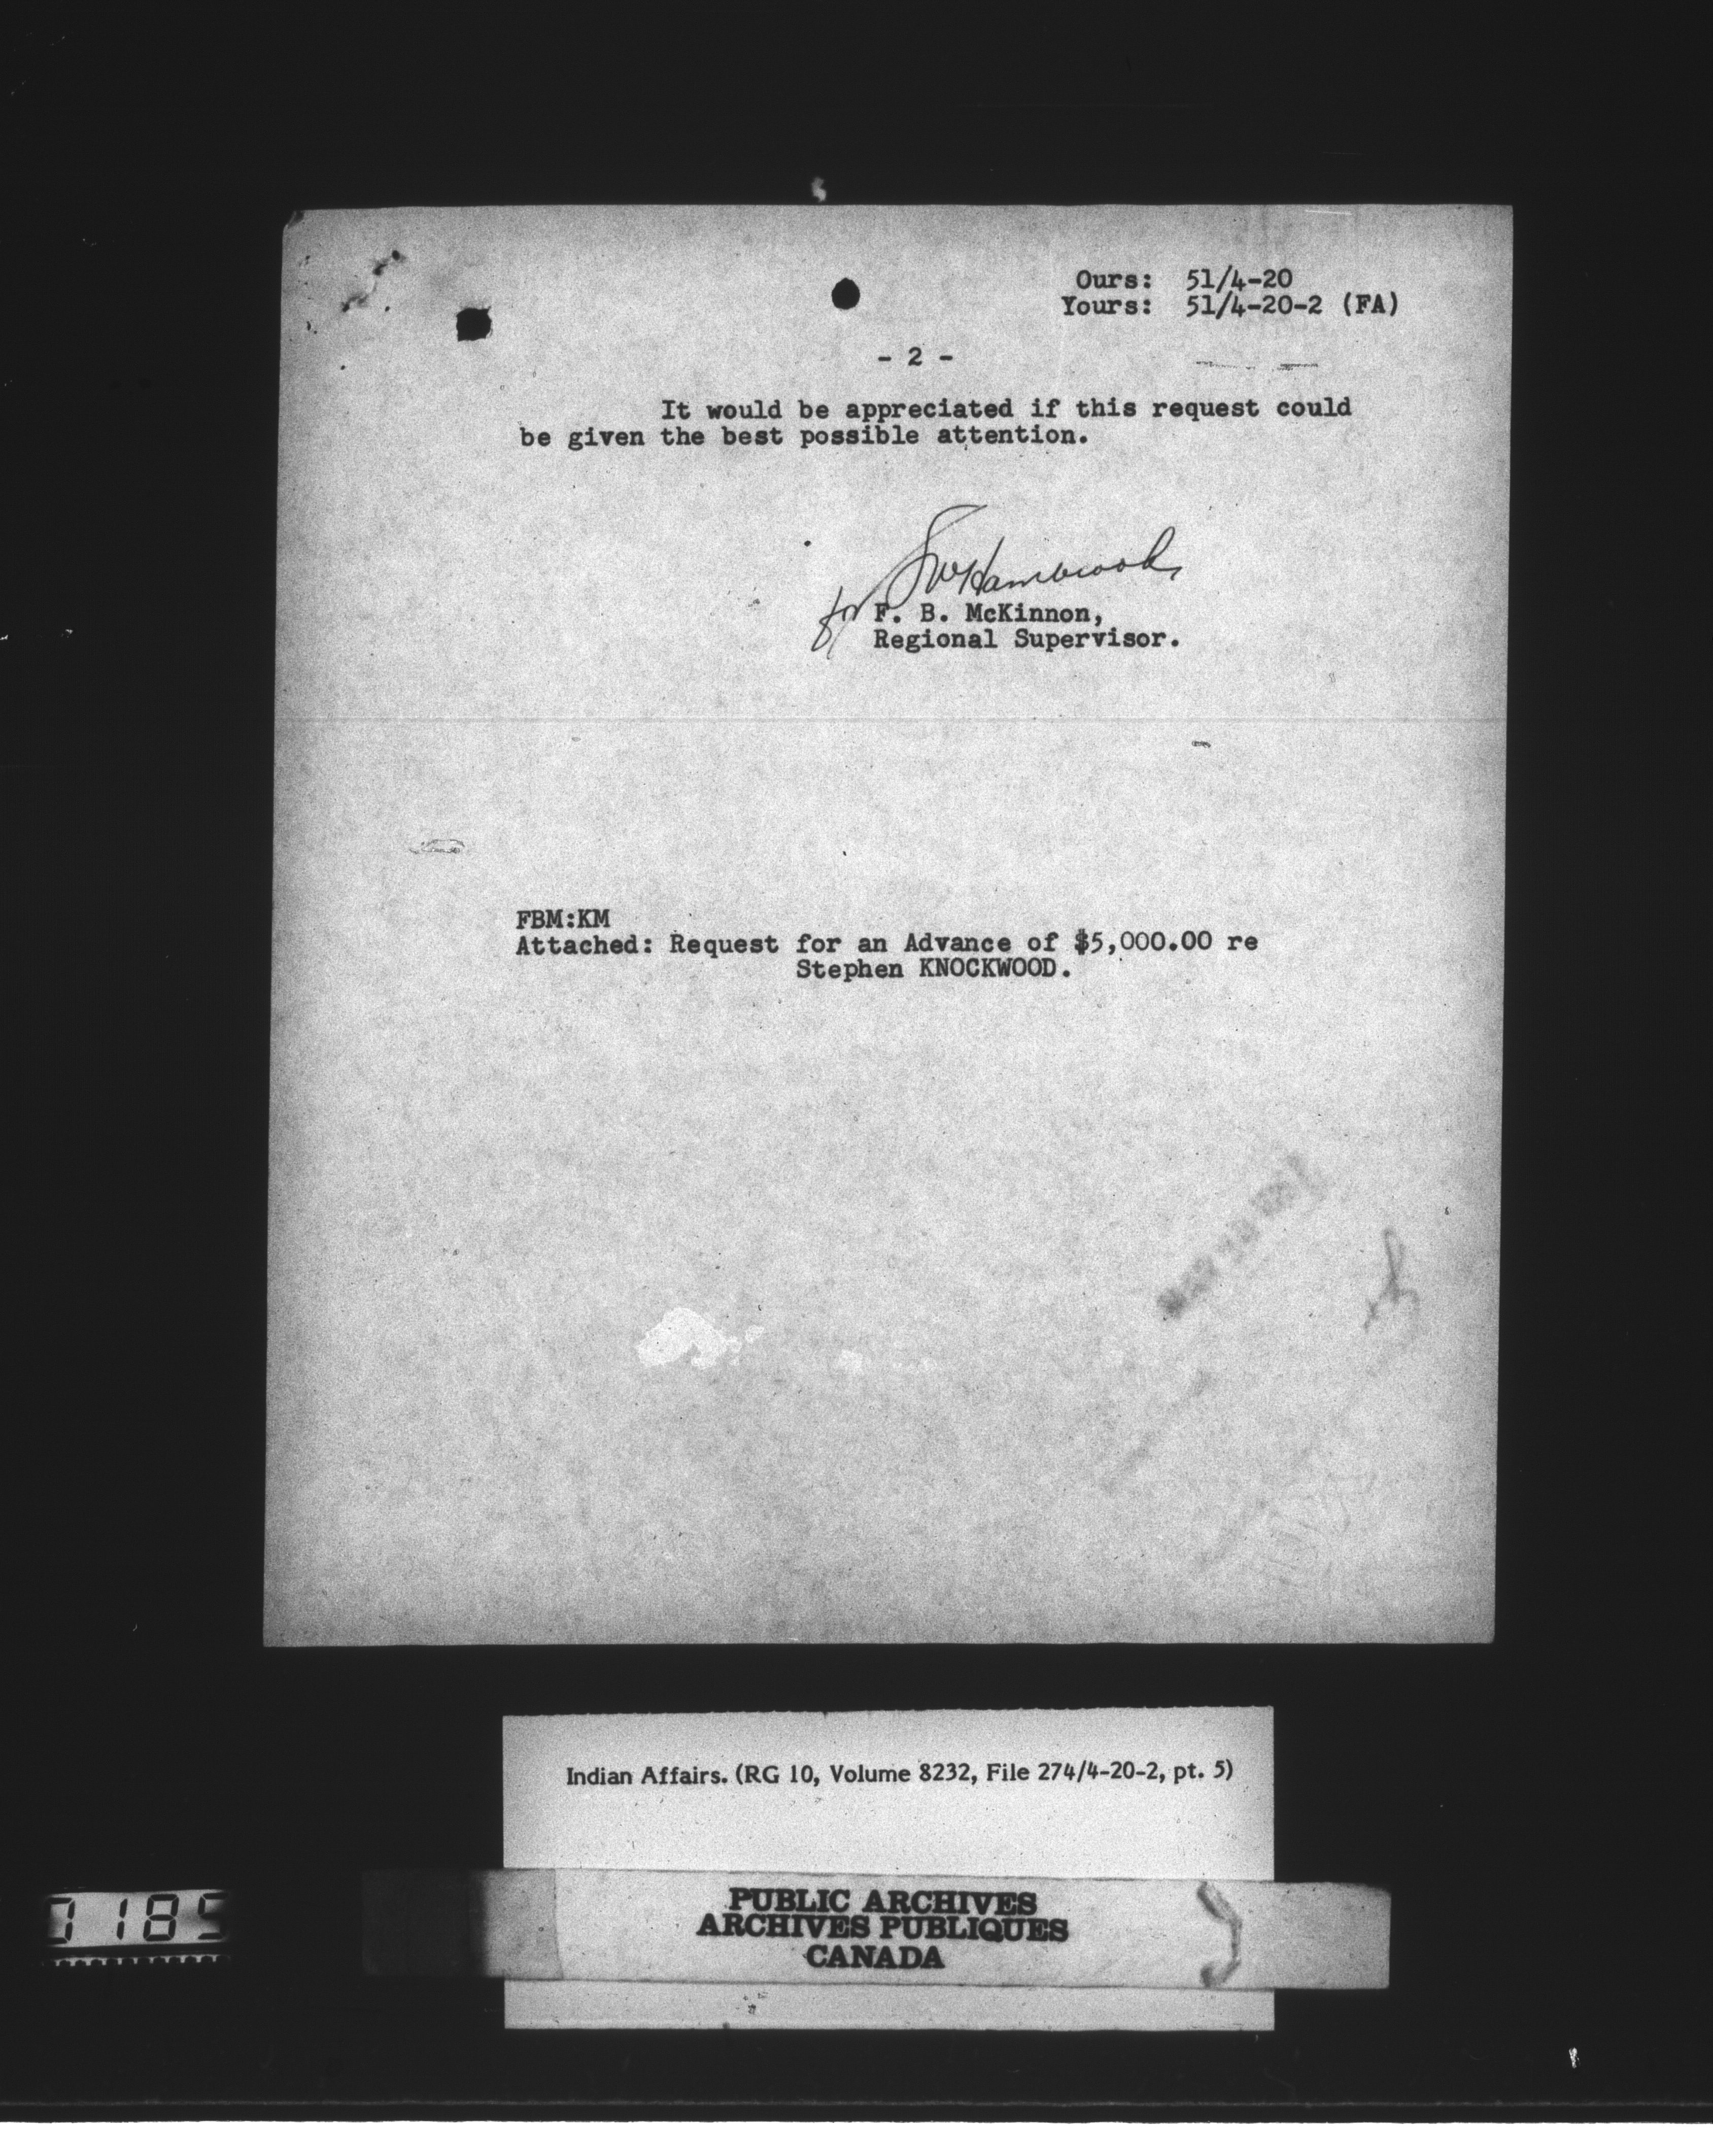 Ours: 51/4-20
Yours: 51/4-20-2 (FA)
- 2 -
It would be appreciated if this request could
be given the best possible attention.
for F. B. McKinnon,
Regional Supervisor.
FBM:KM
Attached: Request for an Advance of $5,000.00 re
Stephen KNOCKWOOD.
Indian Affairs. (RG 10, Volume 8232, File 274/4-20-2, pt. 5)
PUBLIC ARCHIVES
ARCHIVES PUBLIQUES
CANADA